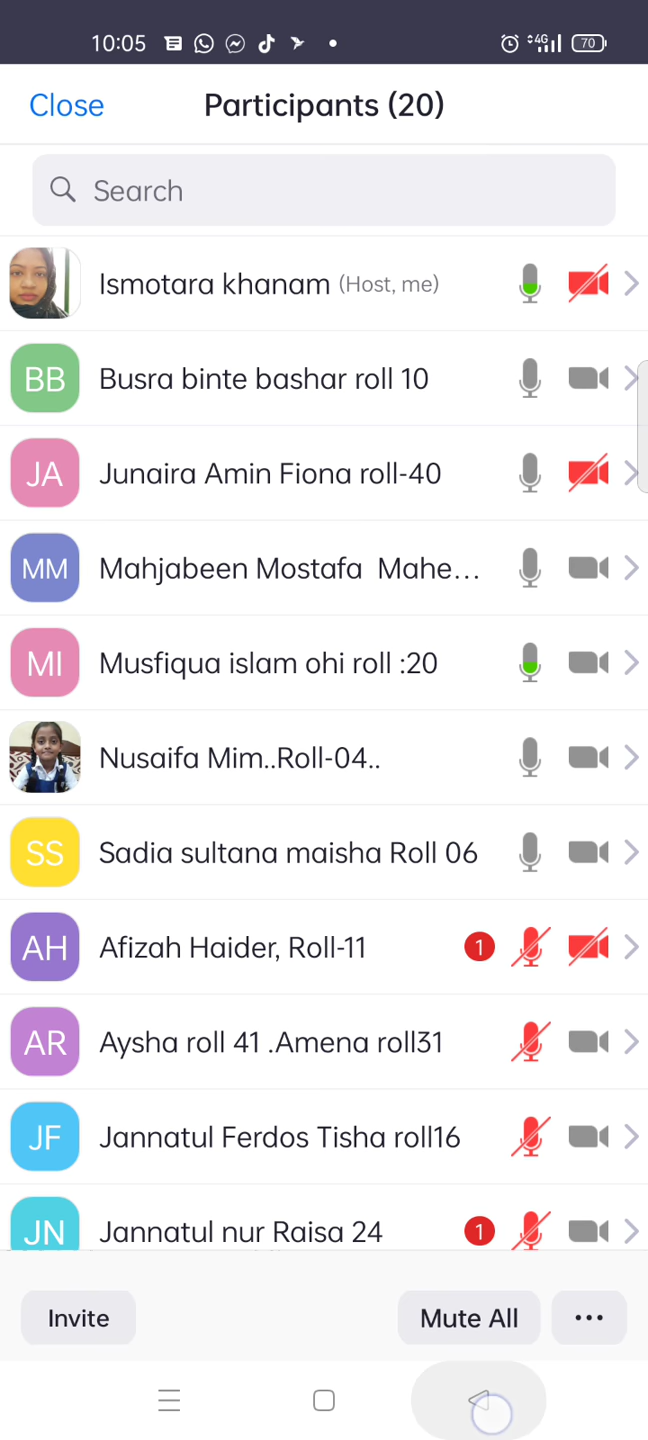 10:05 4G 70
Close Participants (20)
Search
Ismotara khanam (Host, me)
BB Busra binte bashar roll 10
JA Junaira Amin Fiona roll-40
MM Mahjabeen Mostafa Mahe...
MI Musfiqua islam ohi roll :20
Nusaifa Mim..Roll-04..
SS Sadia sultana maisha Roll 06
AH Afizah Haider, Roll-11 1
AR Aysha roll 41 .Amena roll31
JF Jannatul Ferdos Tisha roll16
JN Jannatul nur Raisa 24 1
Invite Mute All ...